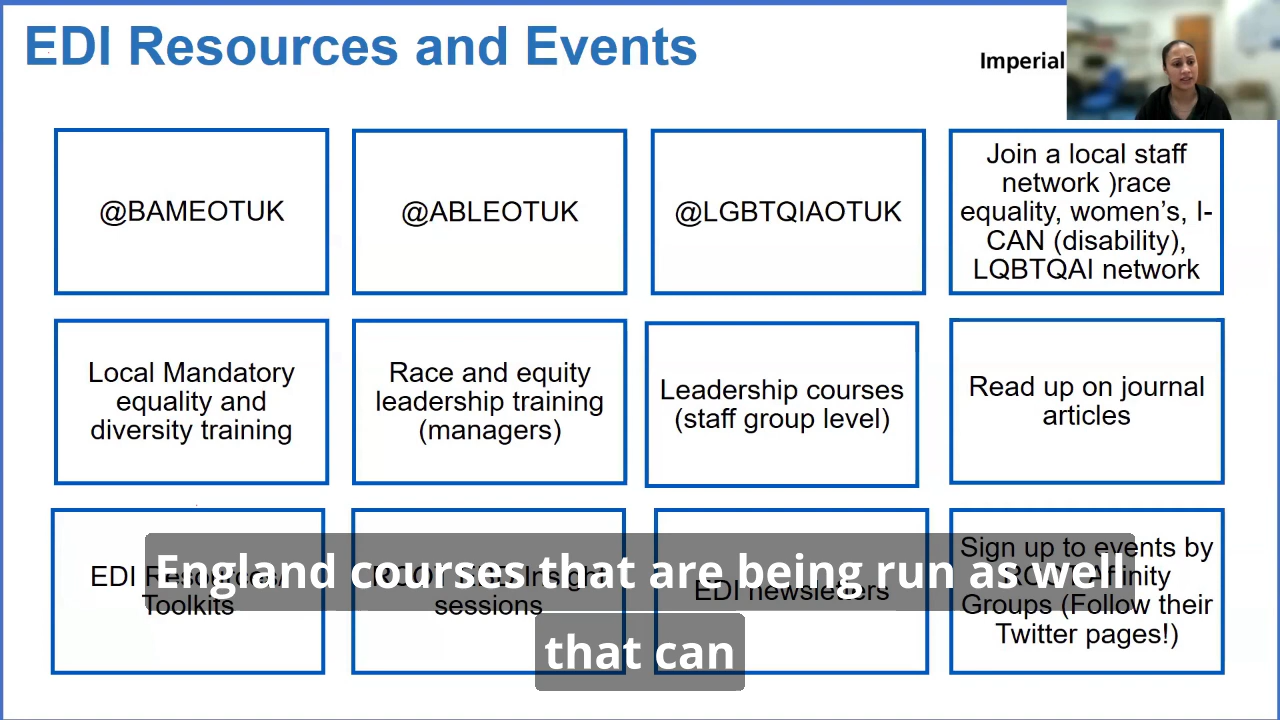 EDI Resources and Events
Imperial
@BAMEOTUK
@ABLEOTUK
@LGBTQIAOTUK
Join a local staff
network )race
equality, women’s, I-
CAN (disability),
LQBTQAI network
Local Mandatory
equality and
diversity training
Race and equity
leadership training
(managers)
Leadership courses
(staff group level)
Read up on journal
articles
EDI Resources/
Toolkits
Insight
sessions
EDI newsletters
Sign up to events by
Affinity
Groups (Follow their
Twitter pages!)
England courses that are being run as well
that can